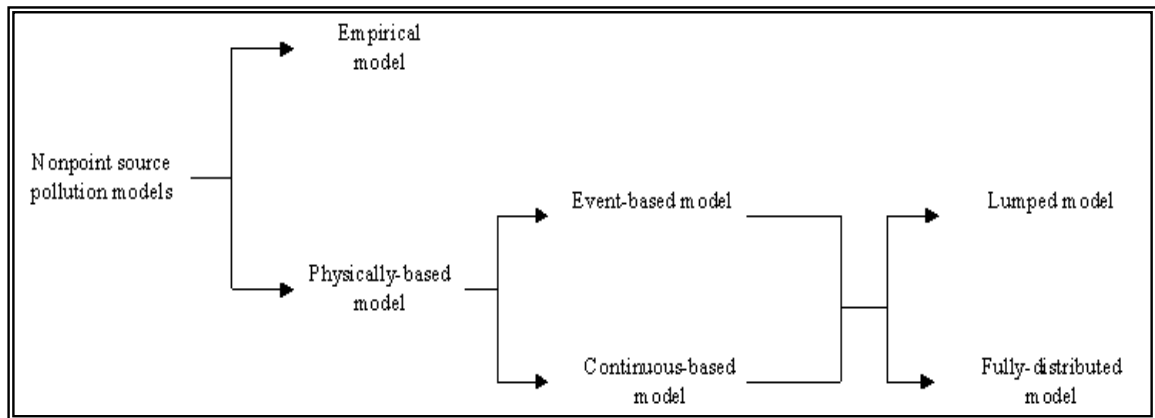 Empirical
model
Nonpoint source
pollution models
Physically-based
model
Event-based model
Continuous-based
model
Lumped model
Fully-distributed
model